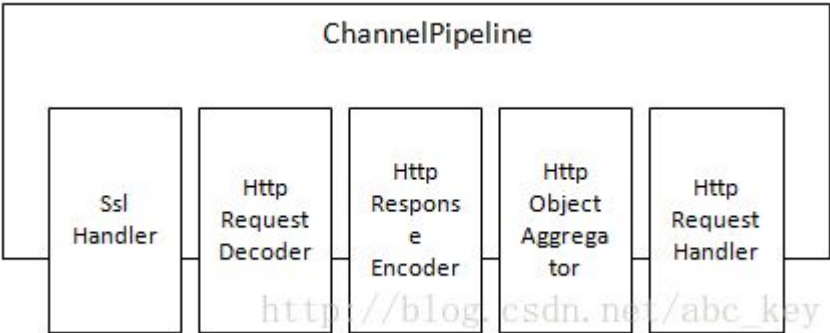 ChannelPipeline
Ssl
Handler
Http
Request
Decoder
Http
Respons
e
Encoder
Http
Object
Aggrega
tor
Http
Request
Handler
http://blog.csdn.net/abc_key